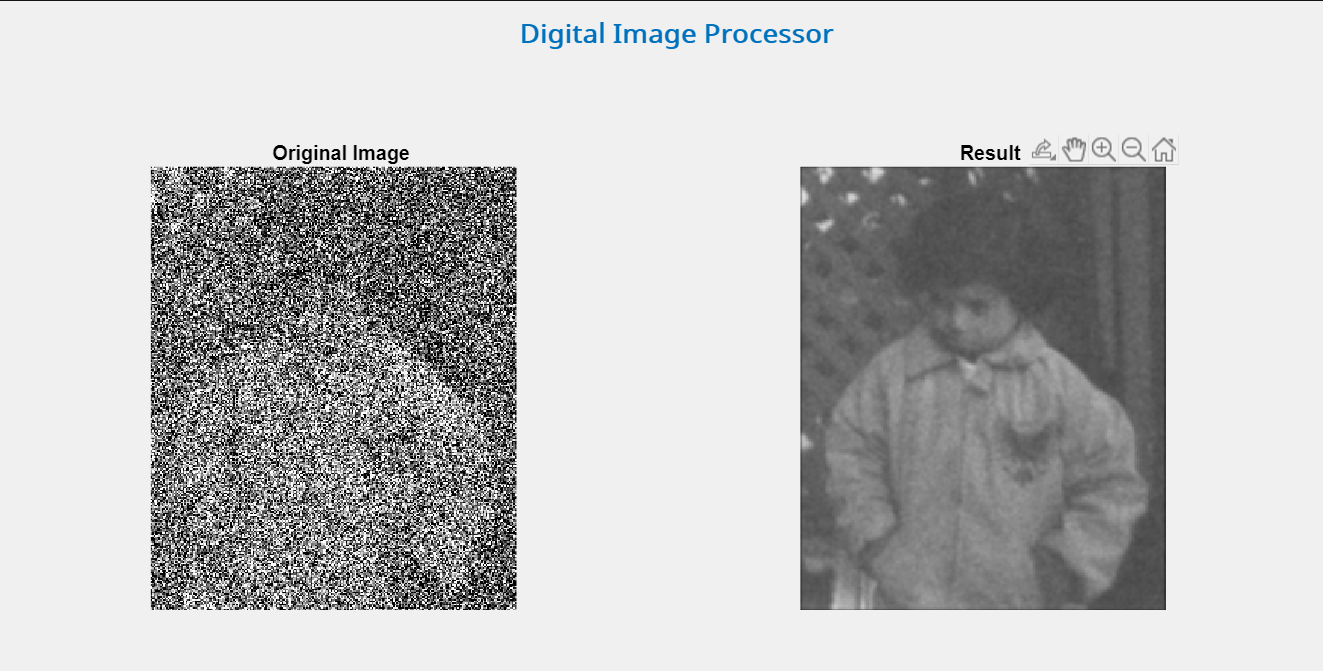 Digital Image Processor
Original Image
Result